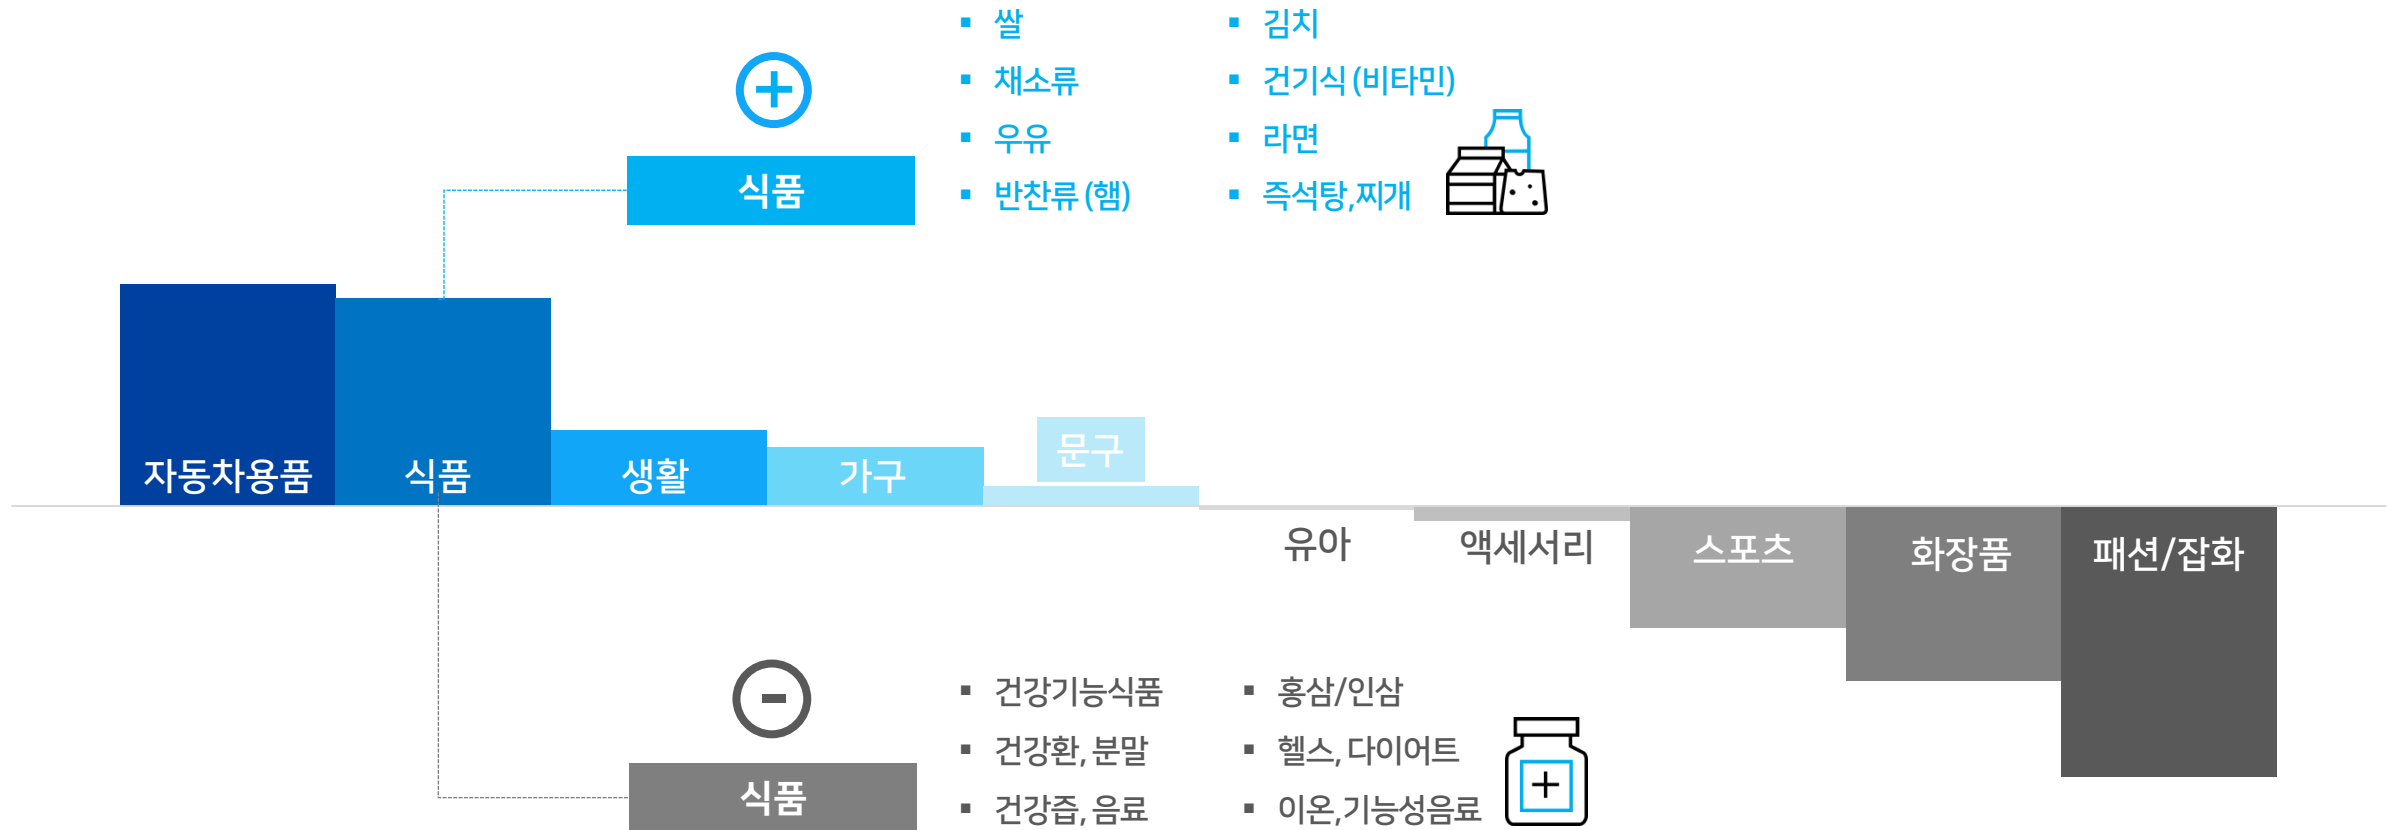 쌀
채소류
우유
반찬류 (햄)
김치
건기식 (비타민)
라면
즉석탕,찌개
식품
자동차용품
식품
생활
가구
문구
유아
액세서리
스포츠
화장품
패션/잡화
식품
건강기능식품
건강환, 분말
건강즙, 음료
홍삼/인삼
헬스, 다이어트
이온,기능성음료